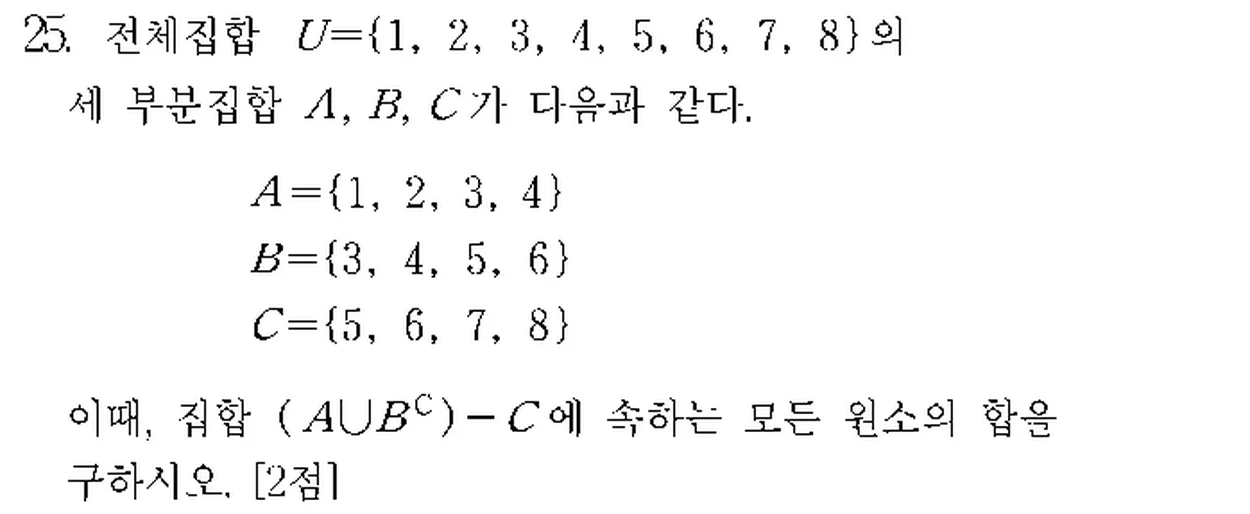 25. 전체집합 U={1, 2, 3, 4, 5, 6, 7, 8}의
세 부분집합 A, B, C가 다음과 같다.
A={1, 2, 3, 4}
B={3, 4, 5, 6}
C={5, 6, 7, 8}
이때, 집합 (A∪Bᶜ)-C에 속하는 모든 원소의 합을
구하시오. [2점]